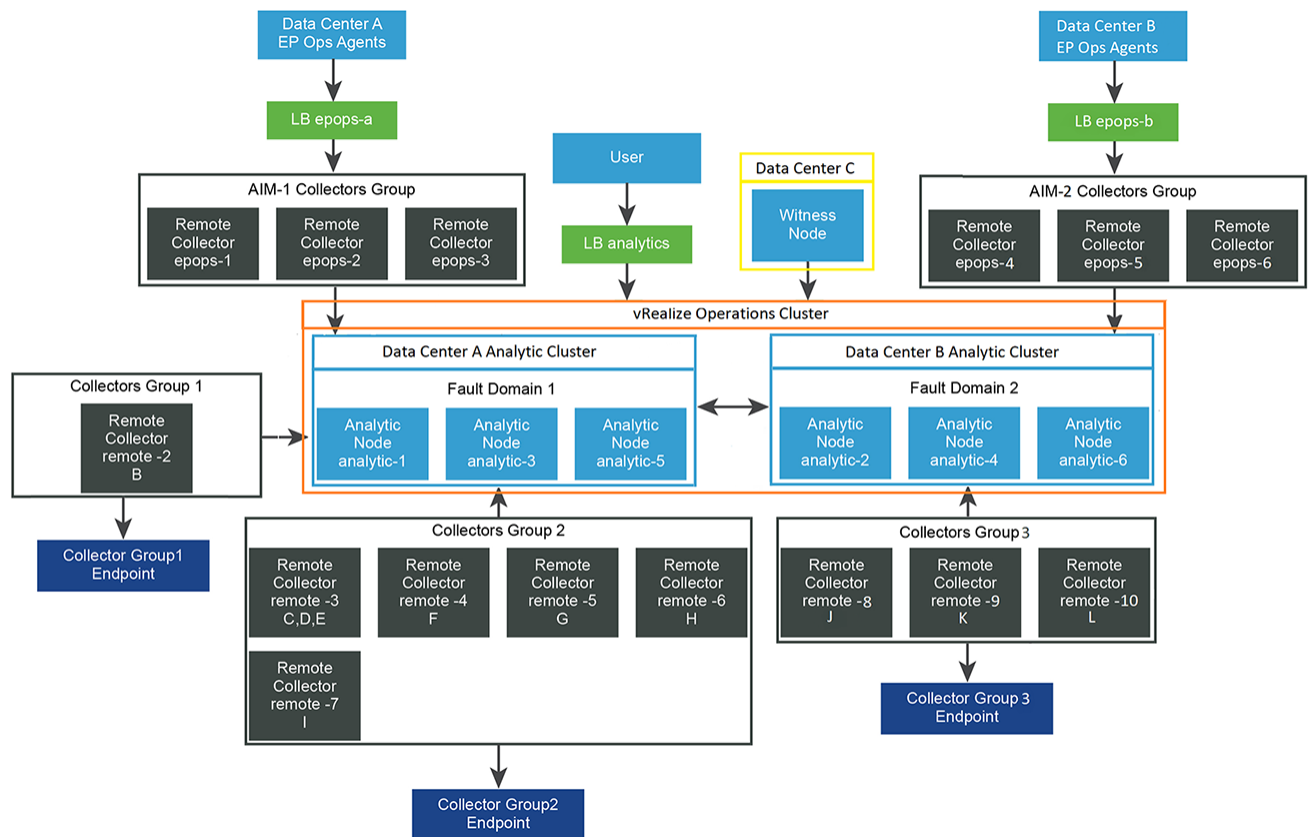 Data Center A
EP Ops Agents
Data Center B
EP Ops Agents
LB epops-a
LB epops-b
User
Data Center C
Witness
Node
LB analytics
AIM-1 Collectors Group
Remote
Collector
epops-1
Remote
Collector
epops-2
Remote
Collector
epops-3
AIM-2 Collectors Group
Remote
Collector
epops-4
Remote
Collector
epops-5
Remote
Collector
epops-6
vRealize Operations Cluster
Data Center A Analytic Cluster
Fault Domain 1
Analytic
Node
analytic-1
Analytic
Node
analytic-3
Analytic
Node
analytic-5
Data Center B Analytic Cluster
Fault Domain 2
Analytic
Node
analytic-2
Analytic
Node
analytic-4
Analytic
Node
analytic-6
Collectors Group 1
Remote
Collector
remote -2
B
Collector Group1
Endpoint
Collectors Group 2
Remote
Collector
remote -3
C,D,E
Remote
Collector
remote -4
F
Remote
Collector
remote -5
G
Remote
Collector
remote -6
H
Remote
Collector
remote -7
I
Collector Group2
Endpoint
Collectors Group 3
Remote
Collector
remote -8
J
Remote
Collector
remote -9
K
Remote
Collector
remote -10
L
Collector Group 3
Endpoint